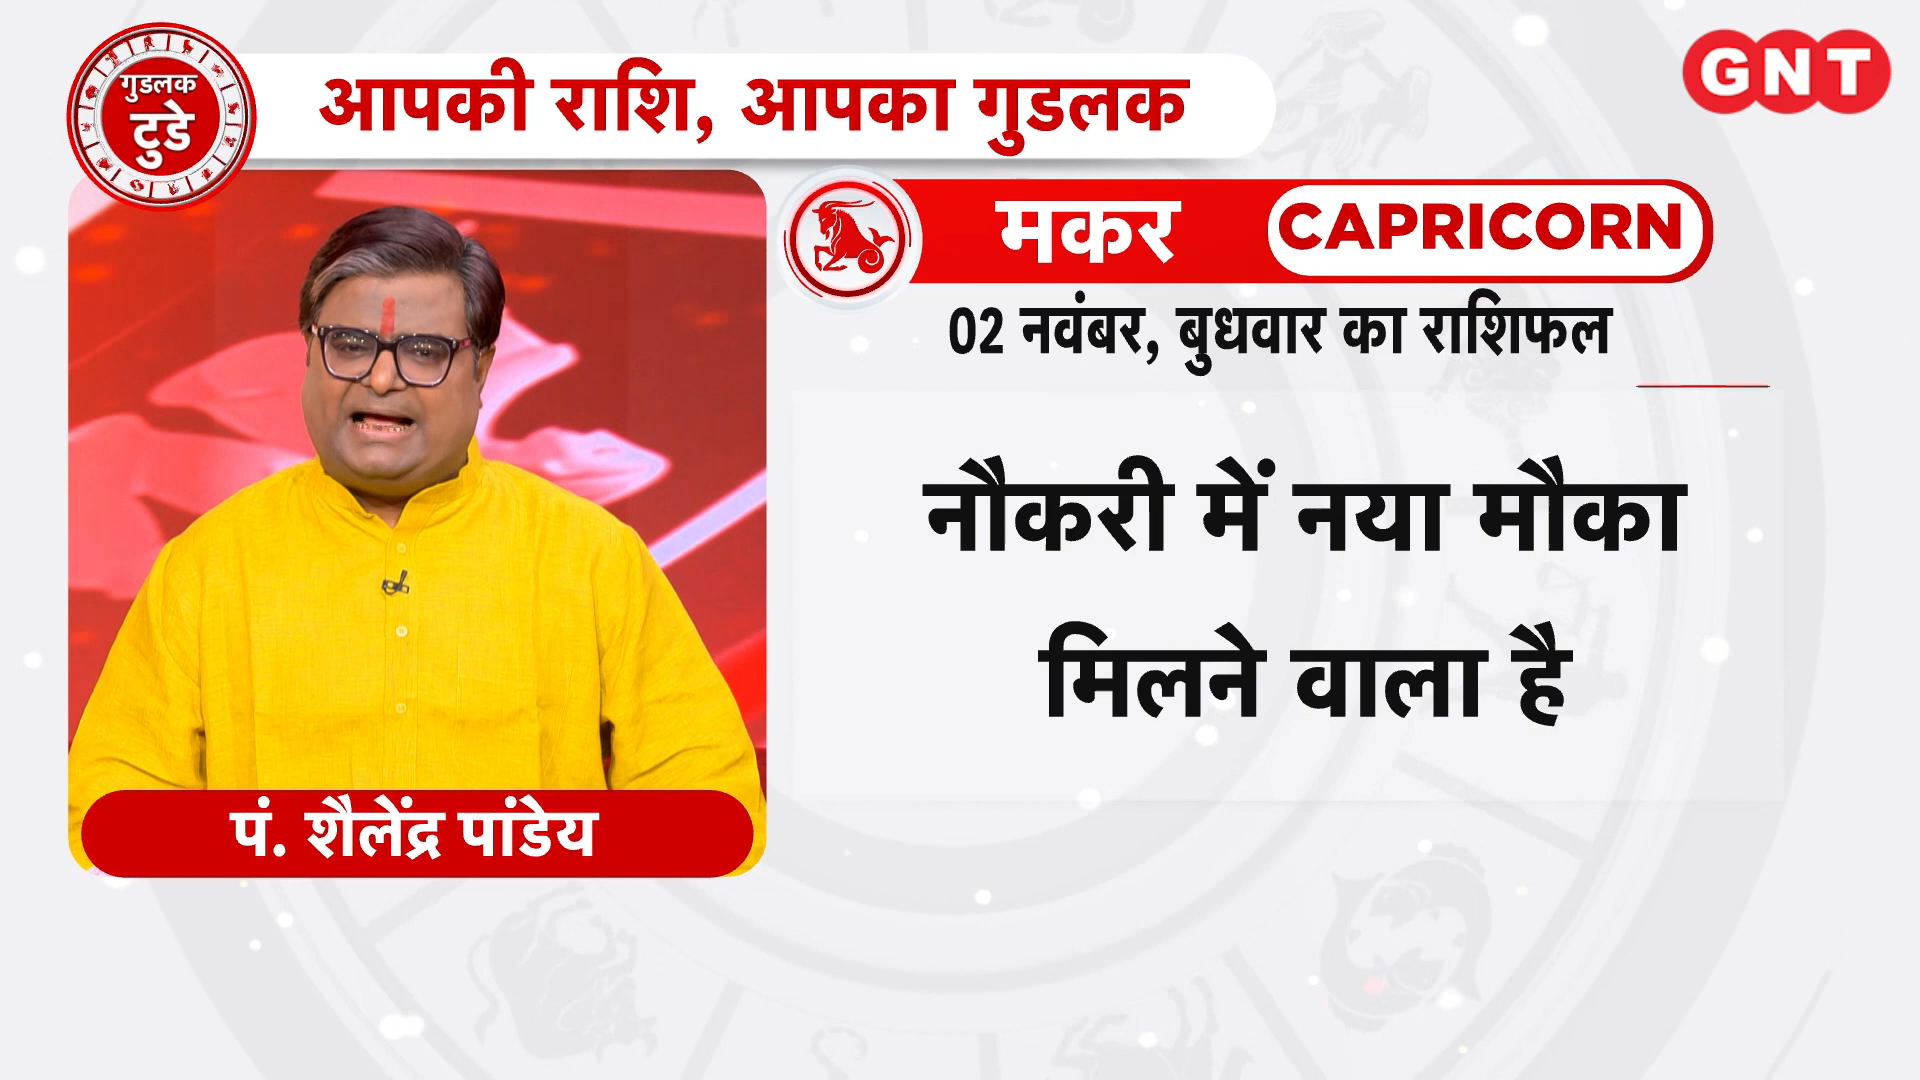 गुडलक
टुडे
आपकी राशि, आपका गुडलक
GNT
मकर
CAPRICORN
02 नवंबर, बुधवार का राशिफल
नौकरी में नया मौका
मिलने वाला है
पं. शैलेंद्र पांडेय